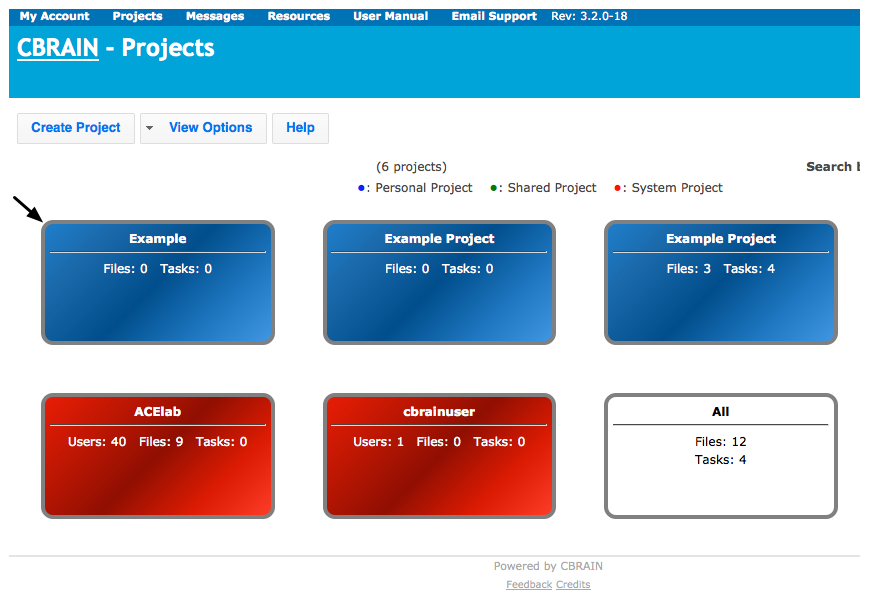 My Account Projects Messages Resources User Manual Email Support Rev: 3.2.0-18
CBRAIN - Projects
Create Project View Options Help
(6 projects) Search
●: Personal Project ●: Shared Project ●: System Project
Example Example Project Example Project
Files: 0 Tasks: 0 Files: 0 Tasks: 0 Files: 3 Tasks: 4
ACElab cbrainuser All
Users: 40 Files: 9 Tasks: 0 Users: 1 Files: 0 Tasks: 0 Files: 12
Tasks: 4
Powered by CBRAIN
Feedback Credits